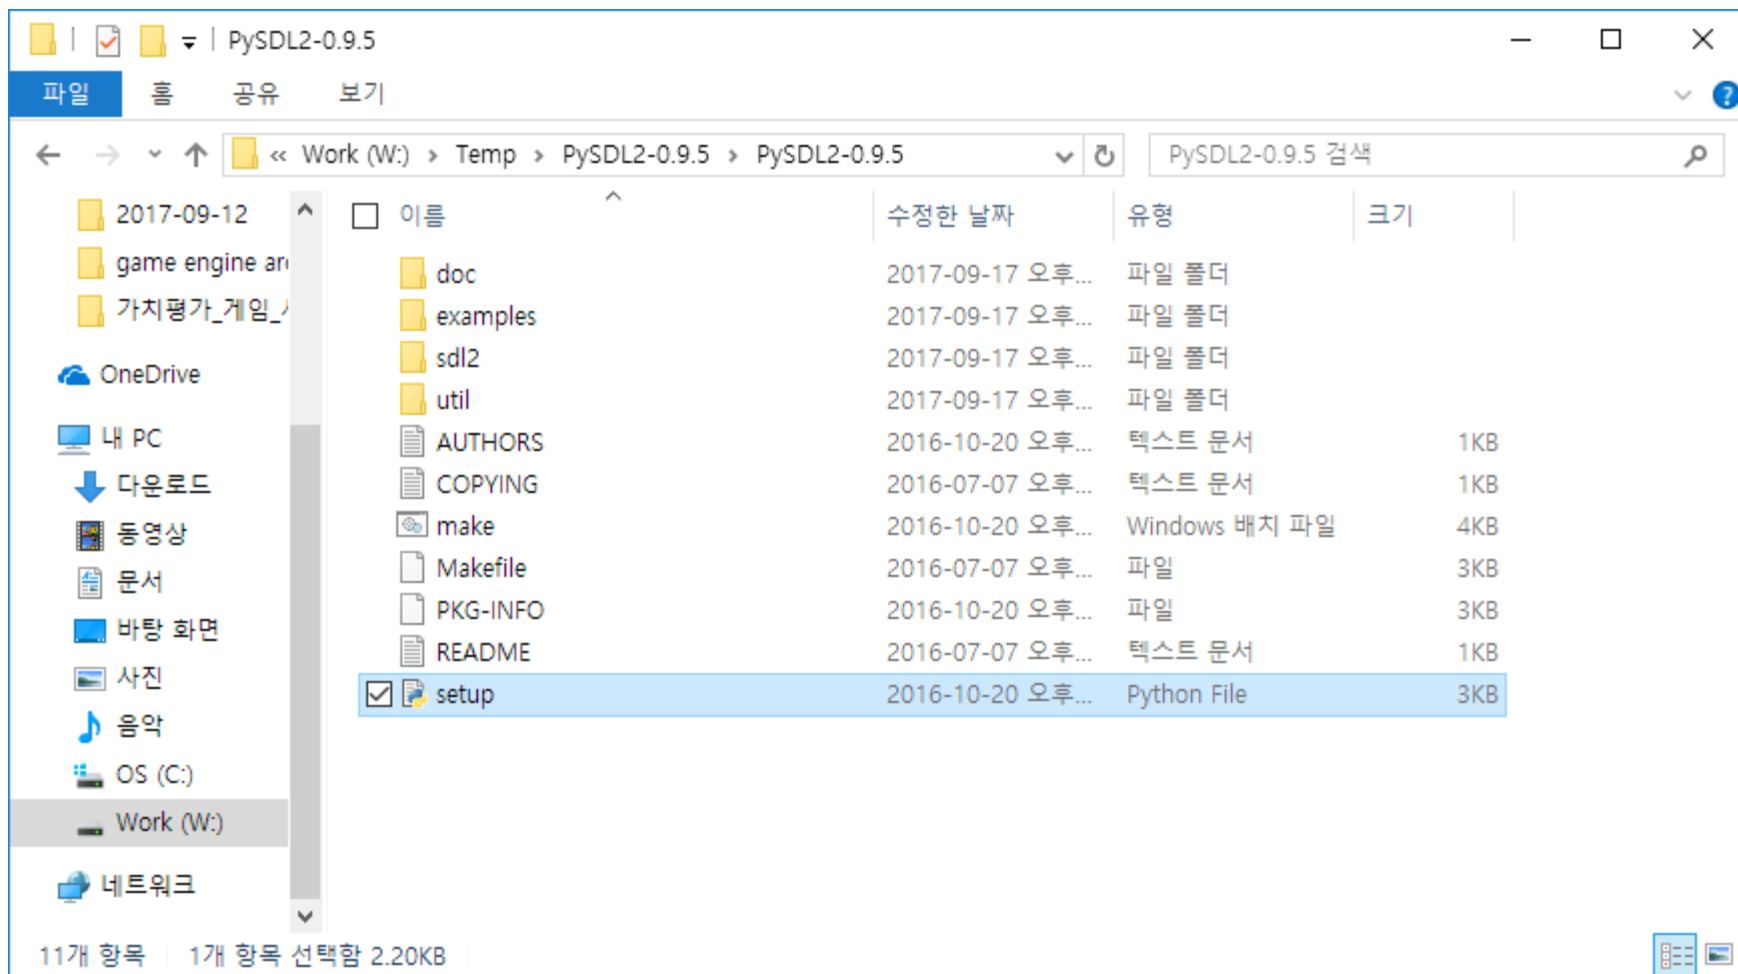 PySDL2-0.9.5
파일 홈 공유 보기
« Work (W:) > Temp > PySDL2-0.9.5 > PySDL2-0.9.5
PySDL2-0.9.5 검색
2017-09-12
game engine
가치평가_게임_
OneDrive
내 PC
다운로드
동영상
문서
바탕 화면
사진
음악
OS (C:)
Work (W:)
네트워크
이름 수정한 날짜 유형 크기
doc 2017-09-17 오후... 파일 폴더
examples 2017-09-17 오후... 파일 폴더
sdl2 2017-09-17 오후... 파일 폴더
util 2017-09-17 오후... 파일 폴더
AUTHORS 2016-10-20 오후... 텍스트 문서 1KB
COPYING 2016-07-07 오후... 텍스트 문서 1KB
make 2016-10-20 오후... Windows 배치 파일 4KB
Makefile 2016-07-07 오후... 파일 3KB
PKG-INFO 2016-10-20 오후... 파일 3KB
README 2016-07-07 오후... 텍스트 문서 1KB
setup 2016-10-20 오후... Python File 3KB
11개 항목 1개 항목 선택함 2.20KB